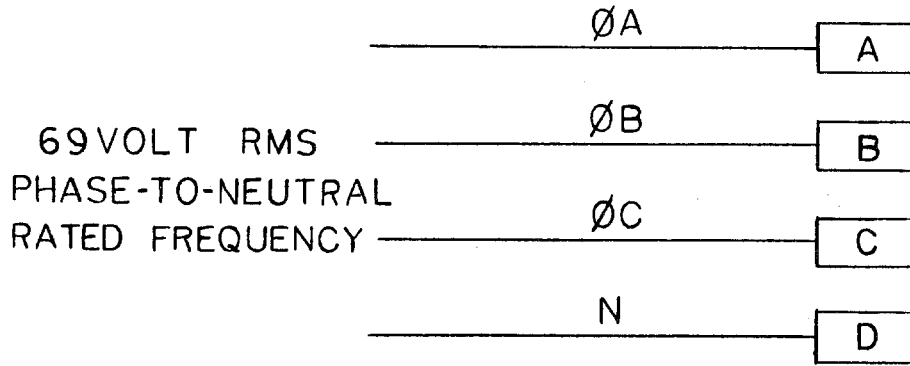 ØA
A
69VOLT RMS
PHASE-TO-NEUTRAL
RATED FREQUENCY
ØB
B
ØC
C
N
D